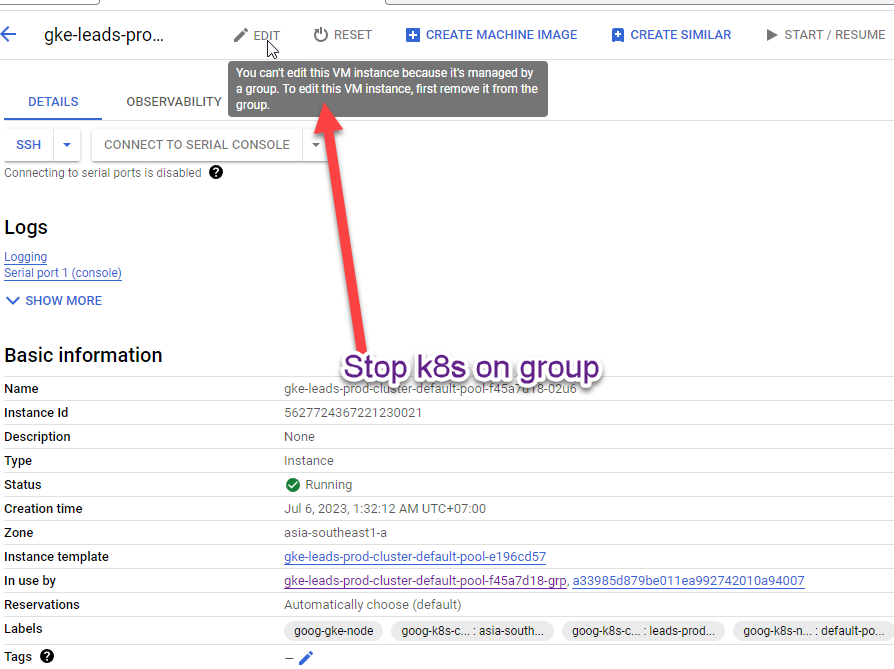 gke-leads-pro... EDIT RESET CREATE MACHINE IMAGE CREATE SIMILAR START / RESUME
You can't edit this VM instance because it's managed by
a group. To edit this VM instance, first remove it from the
group.
DETAILS OBSERVABILITY
SSH CONNECT TO SERIAL CONSOLE
Connecting to serial ports is disabled ?
Logs
Logging
Serial port 1 (console)
SHOW MORE
Basic information
Stop k8s on group
Name gke-leads-prod-cluster-default-pool-f45a7d18-02u6
Instance Id 5627724367221230021
Description None
Type Instance
Status Running
Creation time Jul 6, 2023, 1:32:12 AM UTC+07:00
Zone asia-southeast1-a
Instance template gke-leads-prod-cluster-default-pool-e196cd57
In use by gke-leads-prod-cluster-default-pool-f45a7d18-grp, a33985d879be011ea992742010a94007
Reservations Automatically choose (default)
Labels goog-gke-node goog-k8s-c... : asia-south... goog-k8s-c... : leads-prod... goog-k8s-n... : default-po...
Tags ? –